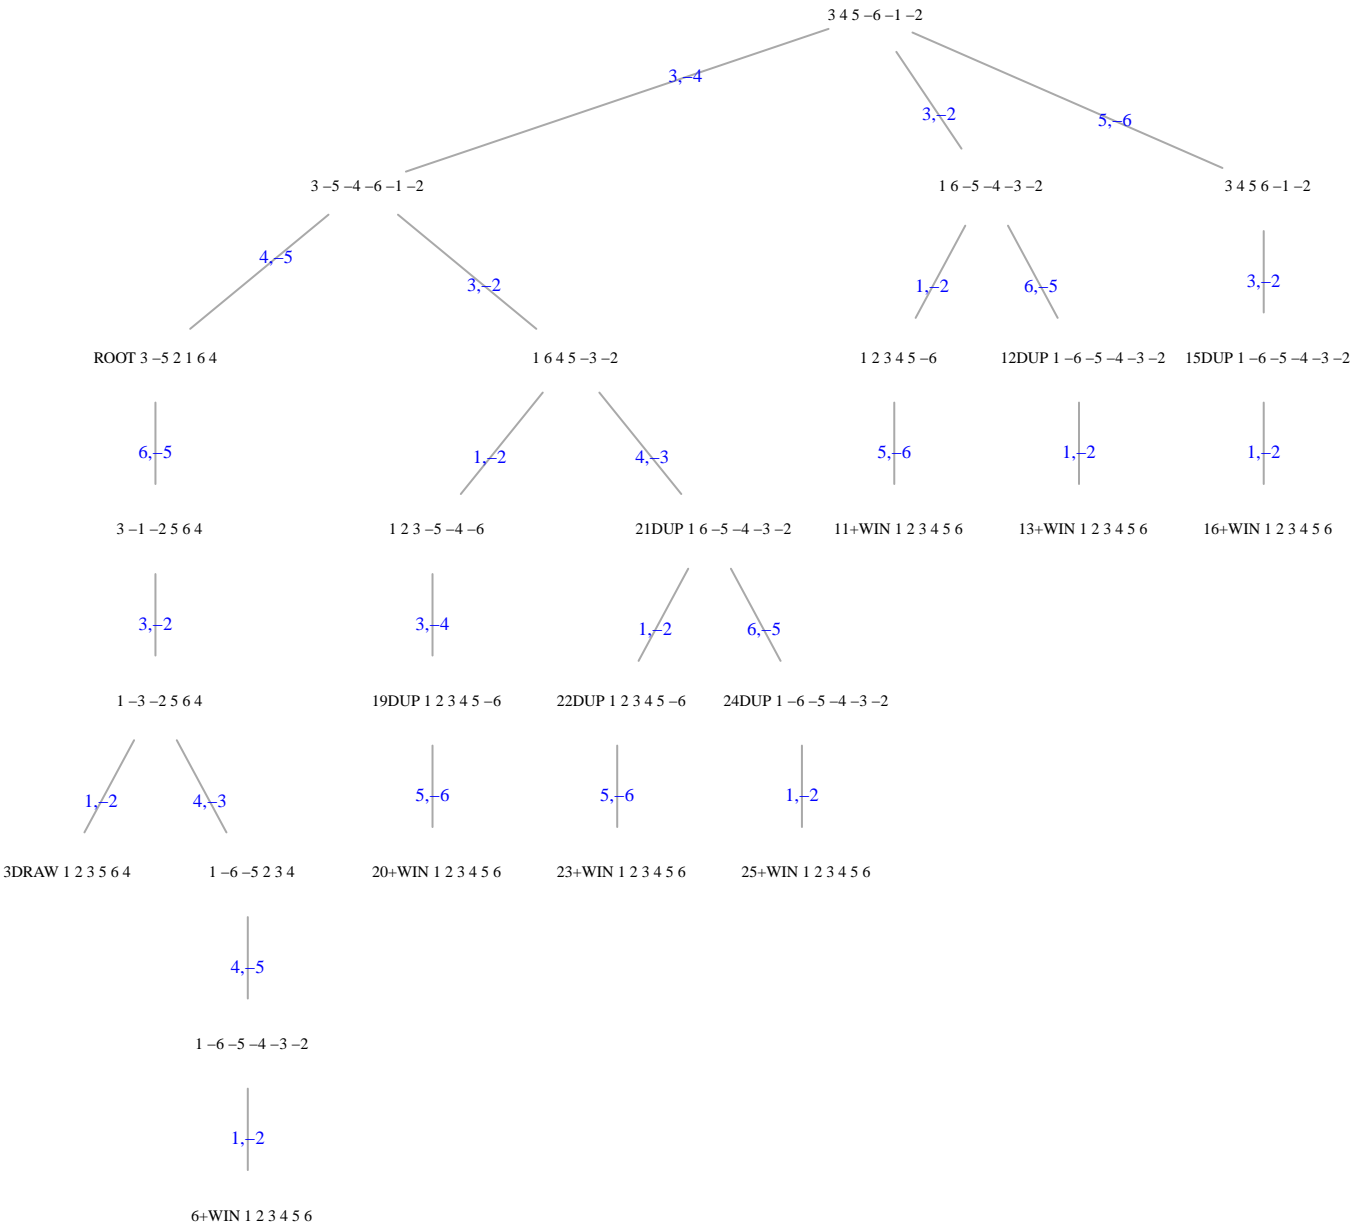 3 4 5 –6 –1 –2
3,–4
3,–2
5,–6
3 –5 –4 –6 –1 –2
1 6 –5 –4 –3 –2
3 4 5 6 –1 –2
4,–5
3,–2
1,–2
6,–5
3,–2
ROOT 3 –5 2 1 6 4
1 6 4 5 –3 –2
1 2 3 4 5 –6
12DUP 1 –6 –5 –4 –3 –2
15DUP 1 –6 –5 –4 –3 –2
6,–5
1,–2
4,–3
5,–6
1,–2
1,–2
3 –1 –2 5 6 4
1 2 3 –5 –4 –6
21DUP 1 6 –5 –4 –3 –2
11+WIN 1 2 3 4 5 6
13+WIN 1 2 3 4 5 6
16+WIN 1 2 3 4 5 6
3,–2
3,–4
1,–2
6,–5
1 –3 –2 5 6 4
19DUP 1 2 3 4 5 –6
22DUP 1 2 3 4 5 –6
24DUP 1 –6 –5 –4 –3 –2
1,–2
4,–3
5,–6
5,–6
1,–2
3DRAW 1 2 3 5 6 4
1 –6 –5 2 3 4
20+WIN 1 2 3 4 5 6
23+WIN 1 2 3 4 5 6
25+WIN 1 2 3 4 5 6
4,–5
1 –6 –5 –4 –3 –2
1,–2
6+WIN 1 2 3 4 5 6